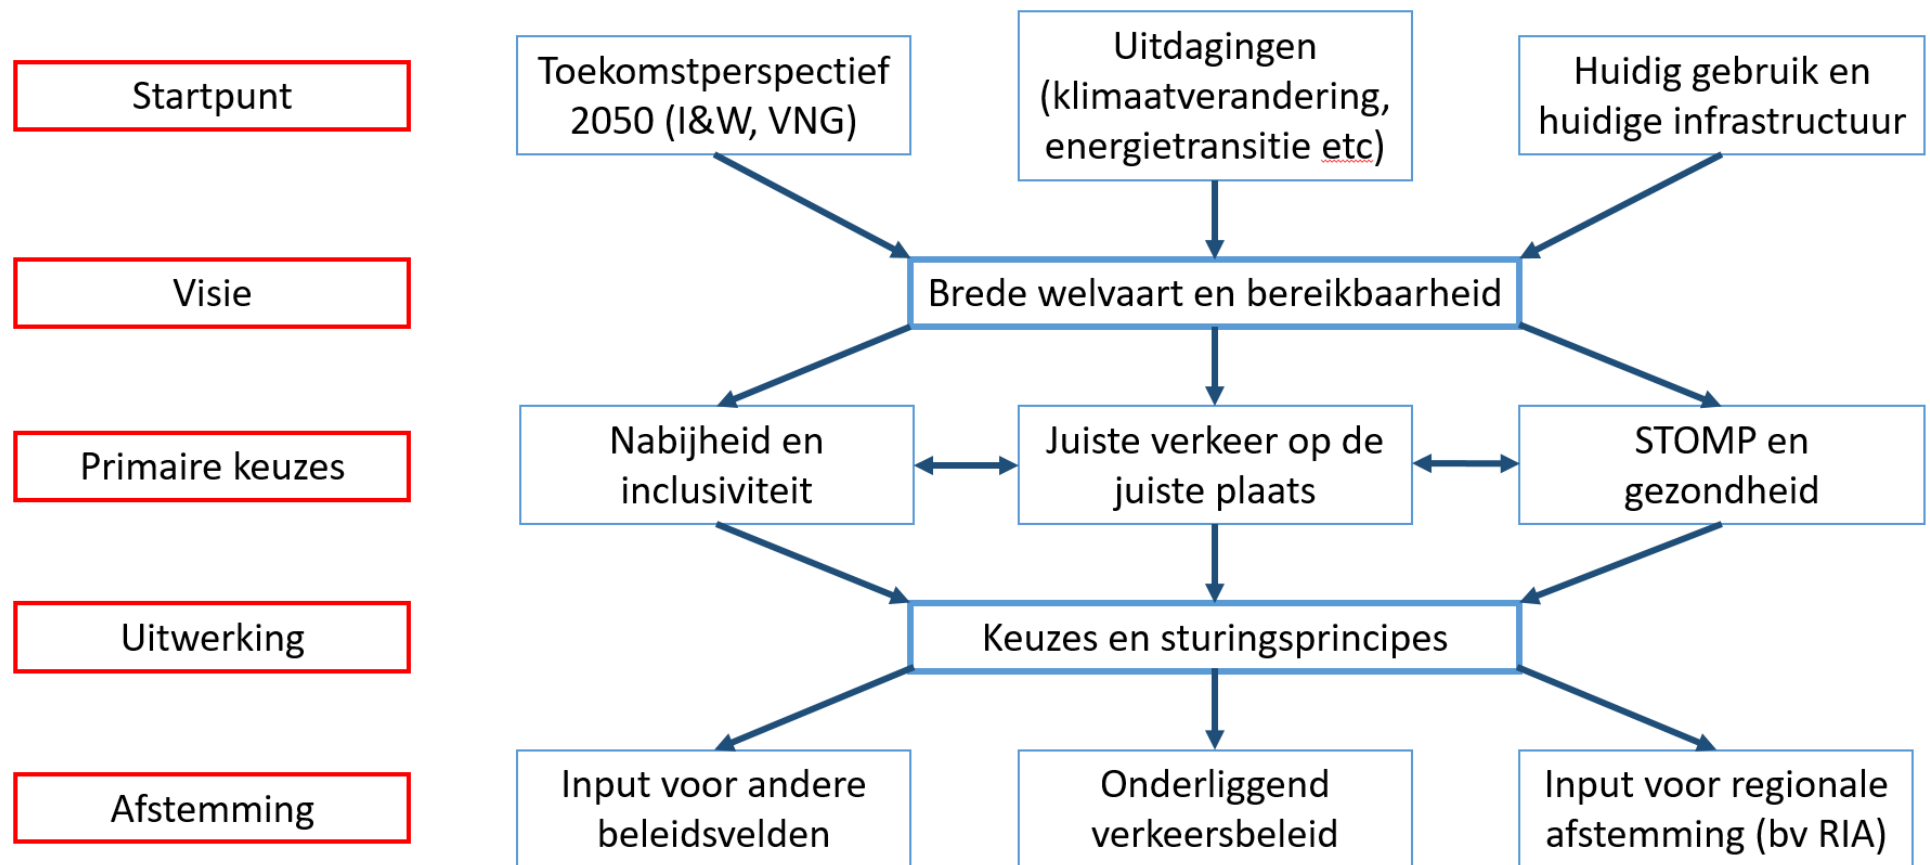 Startpunt
Toekomstperspectief
2050 (I&W, VNG)
Uitdagingen
(klimaatverandering,
energietransitie etc)
Huidig gebruik en
huidige infrastructuur
Visie
Brede welvaart en bereikbaarheid
Primaire keuzes
Nabijheid en
inclusiviteit
Juiste verkeer op de
juiste plaats
STOMP en
gezondheid
Uitwerking
Keuzes en sturingsprincipes
Afstemming
Input voor andere
beleidsvelden
Onderliggend
verkeersbeleid
Input voor regionale
afstemming (bv RIA)